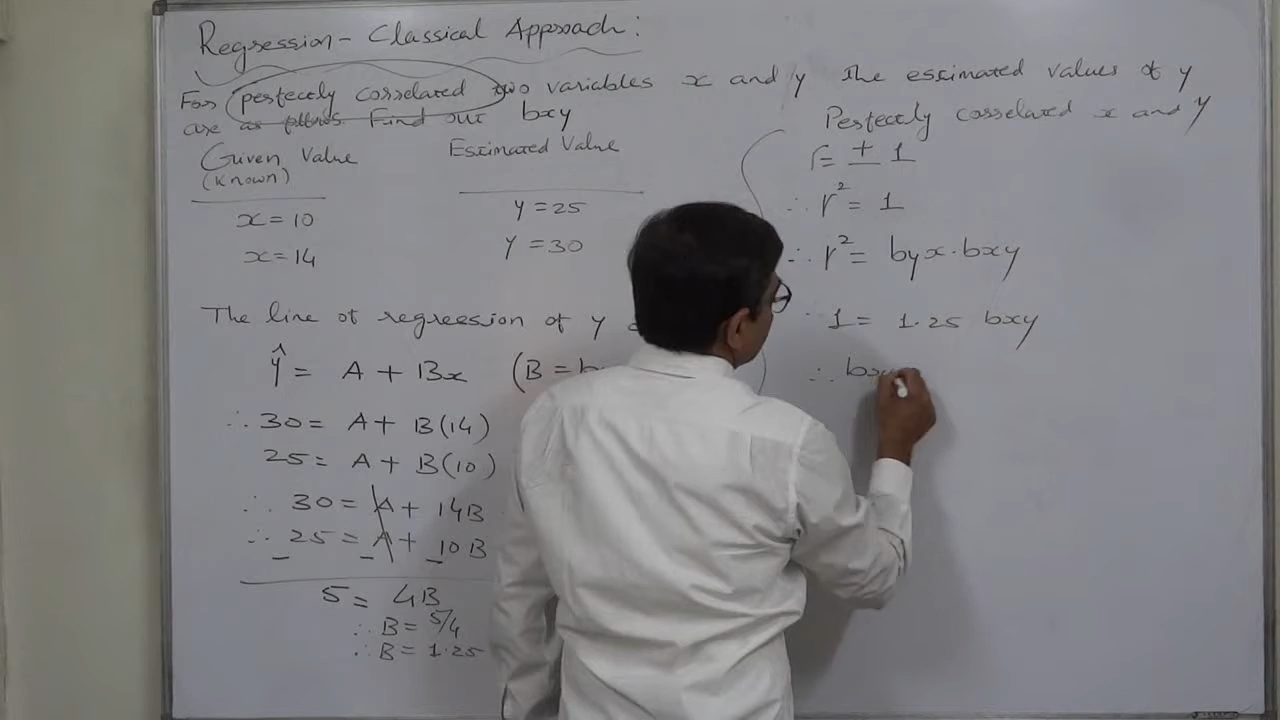 Regression - Classical Approach:
For perfectly correlated two variables x and y the estimated values of y
are as follows. Find out bxy
Given Value
(Known)
Estimated Value
x = 10
y = 25
x = 14
y = 30
The line of regression of y
Ŷ = A + Bx (B = b
∴ 30 = A + B(14)
25 = A + B(10)
∴ 30 = A + 14B
∴ 25 = A + 10B
5 = 4B
∴ B = 5/4
∴ B = 1.25
Perfectly correlated x and y
r = ± 1
∴ r² = 1
∴ r² = byx · bxy
∴ 1 = 1.25 bxy
∴ bx